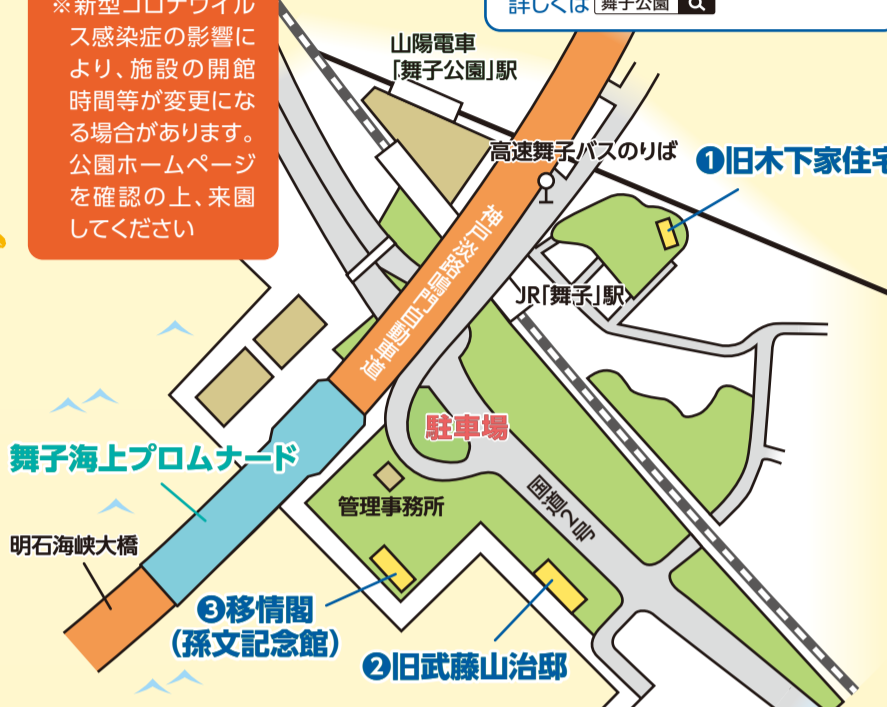 ※新型コロナウイル
ス感染症の影響に
より、施設の開館
時間等が変更にな
る場合があります。
公園ホームページ
を確認の上、来園
してください
詳しくは 舞子公園
山陽電車
「舞子公園」駅
高速舞子バスのりば
❶旧木下家住宅
神戸淡路鳴門自動車道
JR「舞子」駅
駐車場
舞子海上プロムナード
管理事務所
国道2号
明石海峡大橋
❸移情閣
(孫文記念館)
❷旧武藤山治邸